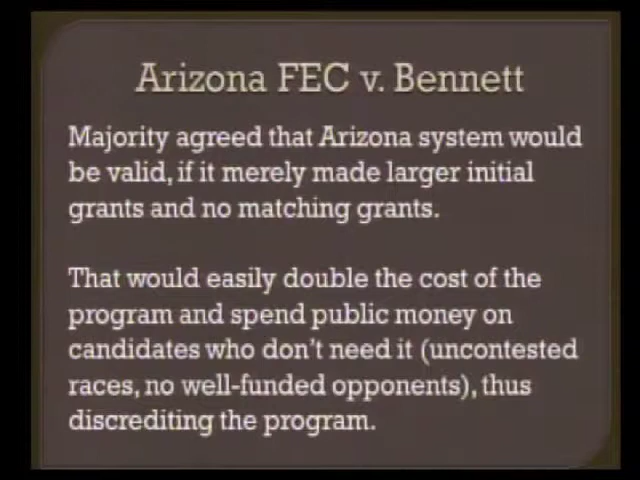 Arizona FEC v. Bennett
Majority agreed that Arizona system would
be valid, if it merely made larger initial
grants and no matching grants.
That would easily double the cost of the
program and spend public money on
candidates who don't need it (uncontested
races, no well-funded opponents), thus
discrediting the program.